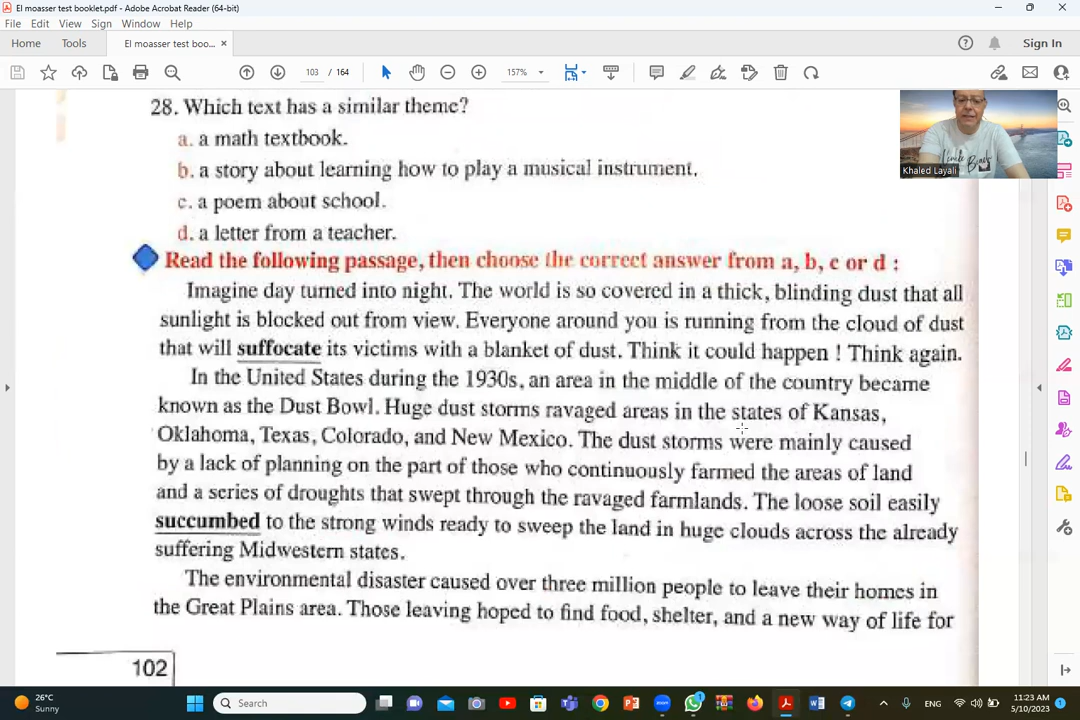 El moasser test booklet.pdf - Adobe Acrobat Reader (64-bit)
File Edit View Sign Window Help
Home Tools El moasser test boo... × Sign In
103 / 164 157%
28. Which text has a similar theme?
a. a math textbook.
b. a story about learning how to play a musical instrument.
c. a poem about school.
d. a letter from a teacher.
Khaled Layali
Read the following passage, then choose the correct answer from a, b, c or d :
Imagine day turned into night. The world is so covered in a thick, blinding dust that all
sunlight is blocked out from view. Everyone around you is running from the cloud of dust
that will suffocate its victims with a blanket of dust. Think it could happen ! Think again.
In the United States during the 1930s, an area in the middle of the country became
known as the Dust Bowl. Huge dust storms ravaged areas in the states of Kansas,
Oklahoma, Texas, Colorado, and New Mexico. The dust storms were mainly caused
by a lack of planning on the part of those who continuously farmed the areas of land
and a series of droughts that swept through the ravaged farmlands. The loose soil easily
succumbed to the strong winds ready to sweep the land in huge clouds across the already
suffering Midwestern states.
The environmental disaster caused over three million people to leave their homes in
the Great Plains area. Those leaving hoped to find food, shelter, and a new way of life for
102
26°C
Sunny
Search
1
ENG
11:23 AM
5/10/2023